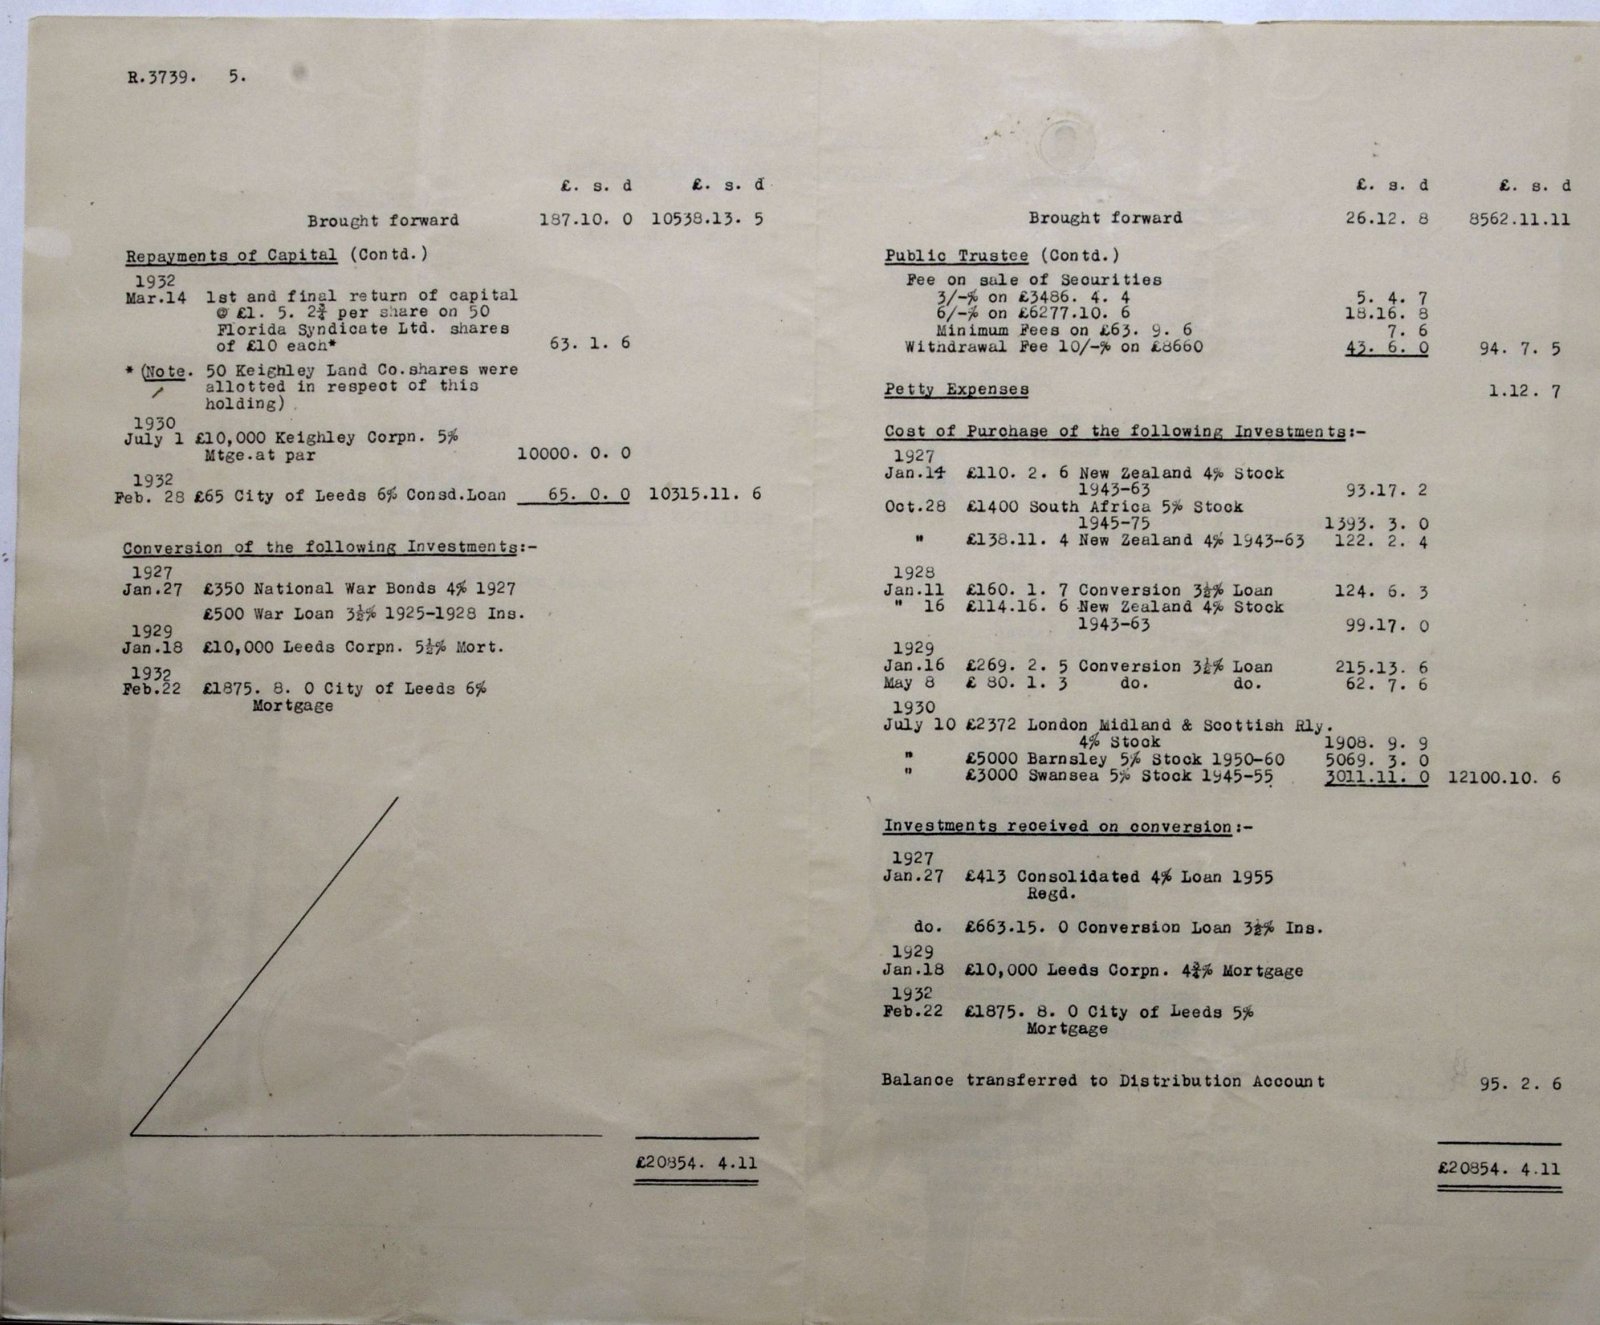 R.3739. 5.
£. s. d £. s. d
Brought forward 187.10. 0 10538.13. 5
Repayments of Capital (Contd.)
1932
Mar.14 1st and final return of capital
@ £1. 5. 2¾ per share on 50
Florida Syndicate Ltd. shares
of £10 each* 63. 1. 6
* (Note. 50 Keighley Land Co.shares were
allotted in respect of this
holding)
1930
July 1 £10,000 Keighley Corpn. 5%
Mtge.at par 10000. 0. 0
1932
Feb. 28 £65 City of Leeds 6% Consd.Loan 65. 0. 0 10315.11. 6
Conversion of the following Investments:-
1927
Jan.27 £350 National War Bonds 4% 1927
£500 War Loan 3½% 1925-1928 Ins.
1929
Jan.18 £10,000 Leeds Corpn. 5½% Mort.
1932
Feb.22 £1875. 8. 0 City of Leeds 6%
Mortgage
£20854. 4.11
£. s. d £. s. d
Brought forward 26.12. 8 8562.11.11
Public Trustee (Contd.)
Fee on sale of Securities
3/-% on £3486. 4. 4 5. 4. 7
6/-% on £6277.10. 6 18.16. 8
Minimum Fees on £63. 9. 6 7. 6
Withdrawal Fee 10/-% on £8660 43. 6. 0 94. 7. 5
Petty Expenses 1.12. 7
Cost of Purchase of the following Investments:-
1927
Jan.14 £110. 2. 6 New Zealand 4% Stock
1943-63 93.17. 2
Oct.28 £1400 South Africa 5% Stock
1945-75 1393. 3. 0
" £138.11. 4 New Zealand 4% 1943-63 122. 2. 4
1928
Jan.11 £160. 1. 7 Conversion 3½% Loan 124. 6. 3
" 16 £114.16. 6 New Zealand 4% Stock
1943-63 99.17. 0
1929
Jan.16 £269. 2. 5 Conversion 3½% Loan 215.13. 6
May 8 £ 80. 1. 3 do. do. 62. 7. 6
1930
July 10 £2372 London Midland & Scottish Rly.
4% Stock 1908. 9. 9
" £5000 Barnsley 5% Stock 1950-60 5069. 3. 0
" £3000 Swansea 5% Stock 1945-55 3011.11. 0 12100.10. 6
Investments received on conversion:-
1927
Jan.27 £413 Consolidated 4% Loan 1955
Regd.
do. £663.15. 0 Conversion Loan 3½% Ins.
1929
Jan.18 £10,000 Leeds Corpn. 4¾% Mortgage
1932
Feb.22 £1875. 8. 0 City of Leeds 5%
Mortgage
Balance transferred to Distribution Account 95. 2. 6
£20854. 4.11